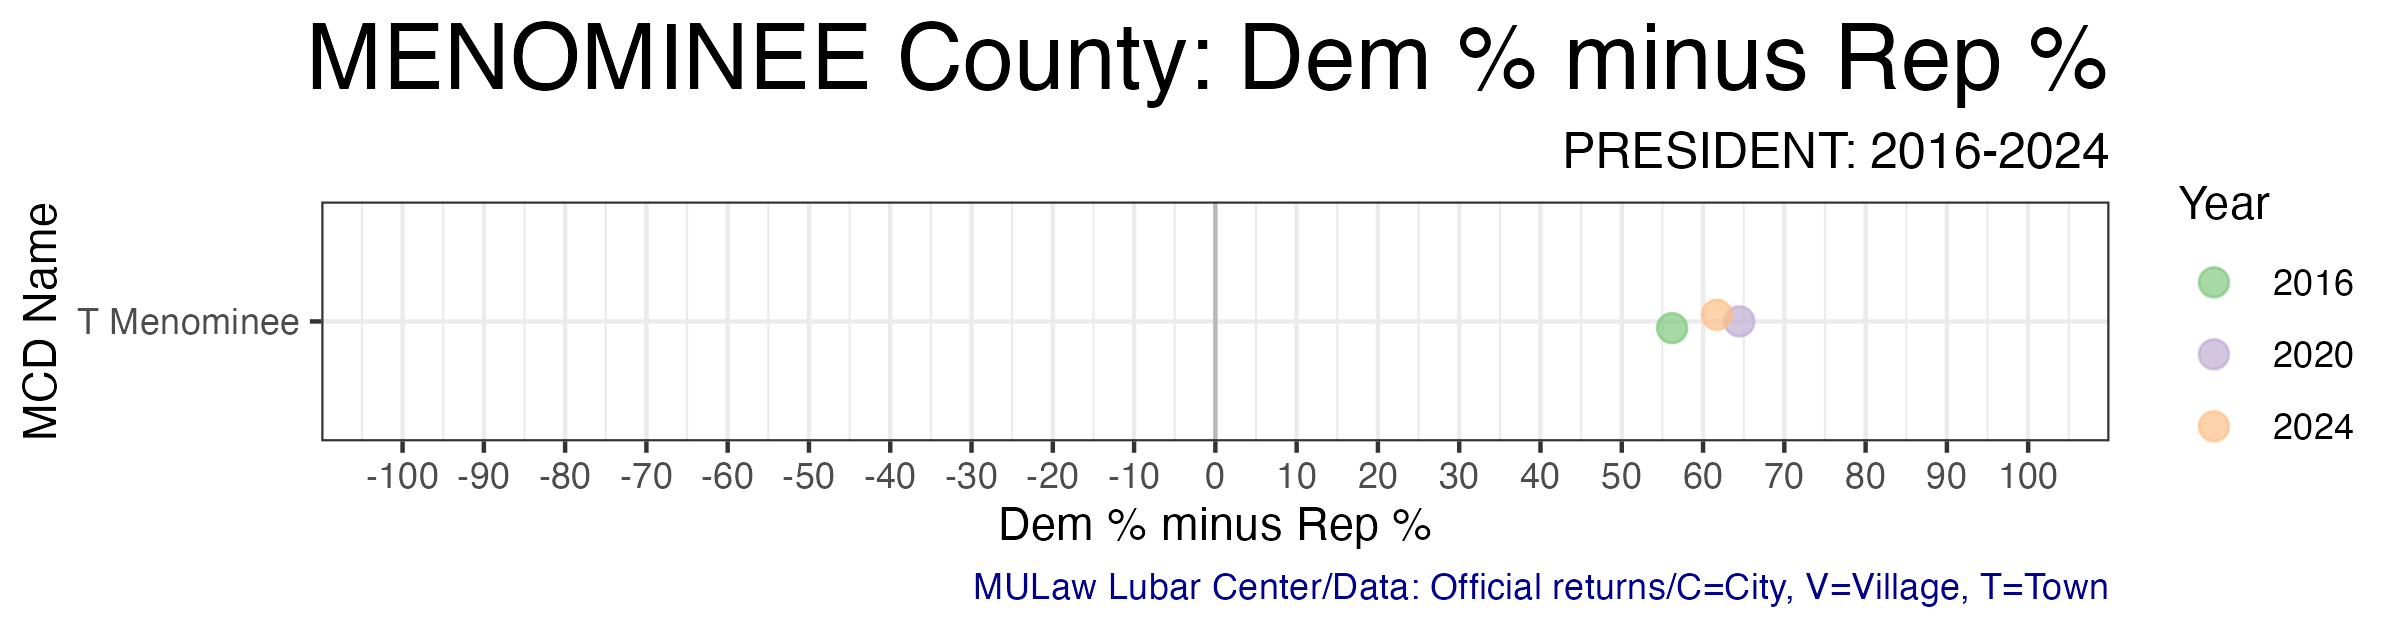 MENOMINEE County: Dem % minus Rep %
PRESIDENT: 2016-2024
MCD Name
T Menominee
-100 -90 -80 -70 -60 -50 -40 -30 -20 -10 0 10 20 30 40 50 60 70 80 90 100
Dem % minus Rep %
Year
2016
2020
2024
MULaw Lubar Center/Data: Official returns/C=City, V=Village, T=Town